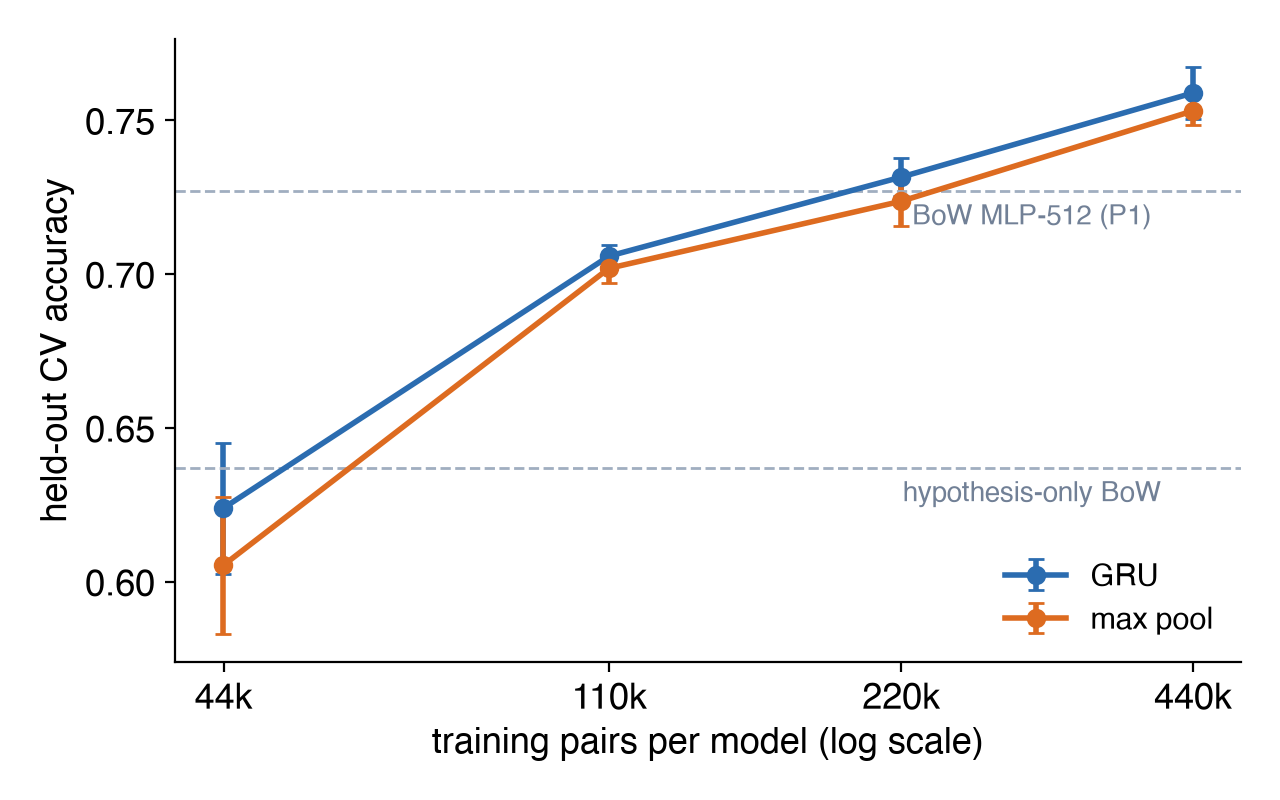 0.75
0.70
0.65
0.60
held-out CV accuracy
BoW MLP-512 (P1)
hypothesis-only BoW
GRU
max pool
44k
110k
220k
440k
training pairs per model (log scale)